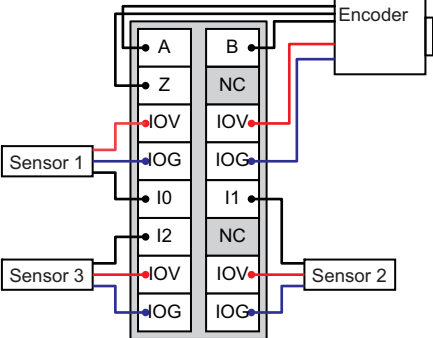 Encoder
A B
Z NC
IOV IOV
IOG IOG
Sensor 1
I0 I1
I2 NC
Sensor 3 IOV IOV Sensor 2
IOG IOG